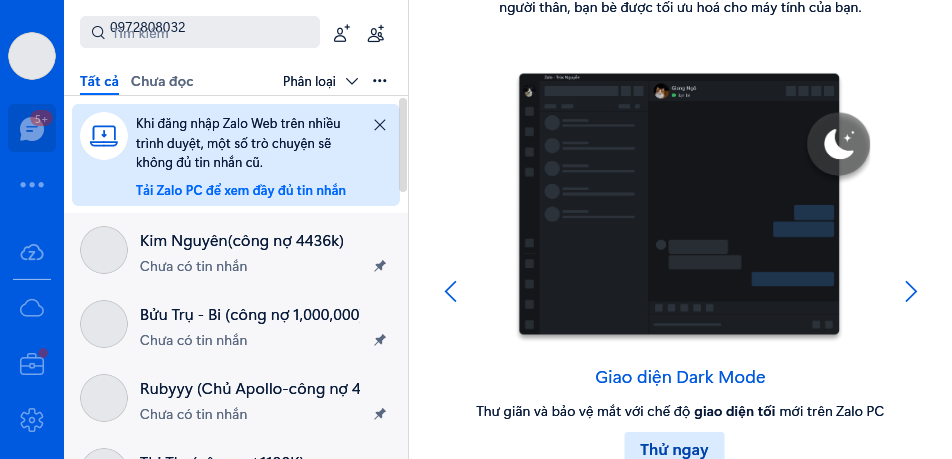 0972808032
Tìm kiếm
Tất cả
Chưa đọc
Phân loại
5+
Khi đăng nhập Zalo Web trên nhiều
trình duyệt, một số trò chuyện sẽ
không đủ tin nhắn cũ.
Tải Zalo PC để xem đầy đủ tin nhắn
Kim Nguyên(công nợ 4436k)
Chưa có tin nhắn
Bửu Trụ - Bi (công nợ 1,000,000
Chưa có tin nhắn
Rubyyy (Chủ Apollo-công nợ 4
Chưa có tin nhắn
người thân, bạn bè được tối ưu hoá cho máy tính của bạn.
Giao diện Dark Mode
Thư giãn và bảo vệ mắt với chế độ giao diện tối mới trên Zalo PC
Thử ngay